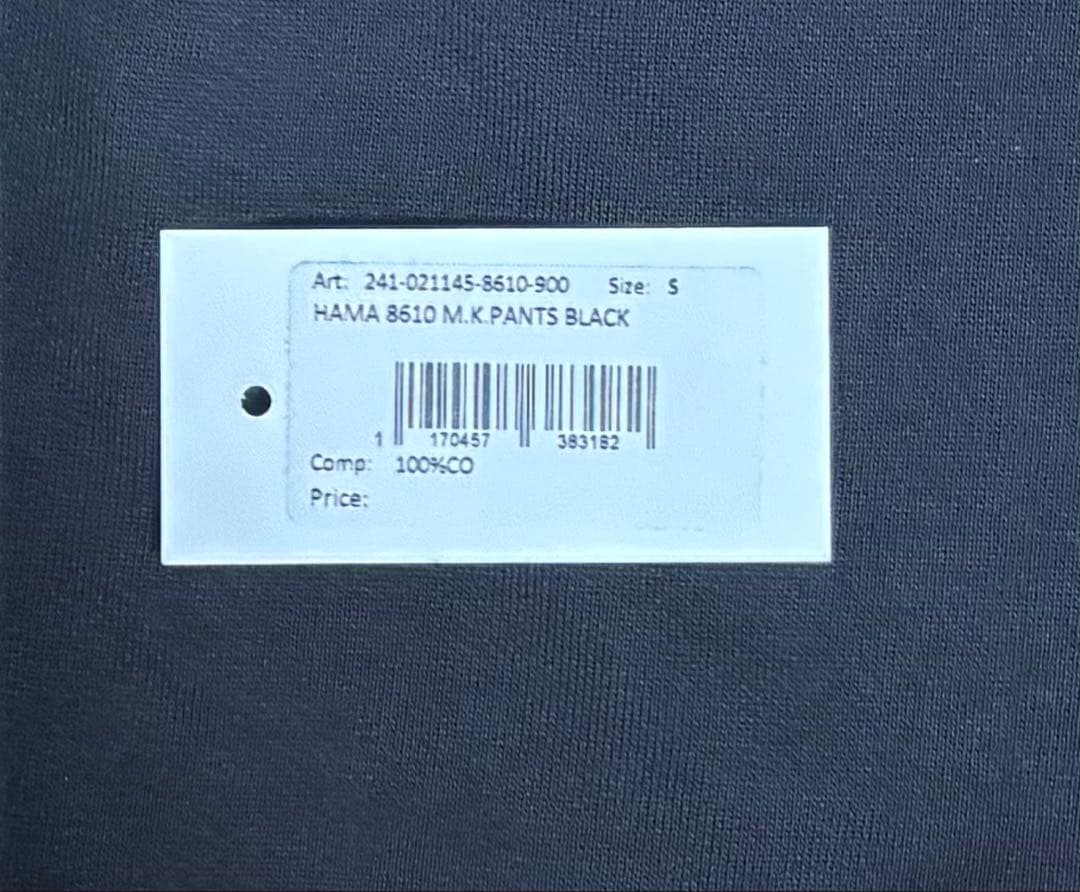 Art: 241-021145-8610-900 Size: S
HAMA 8610 M.K.PANTS BLACK
1 170457 383182
Comp: 100%CO
Price: